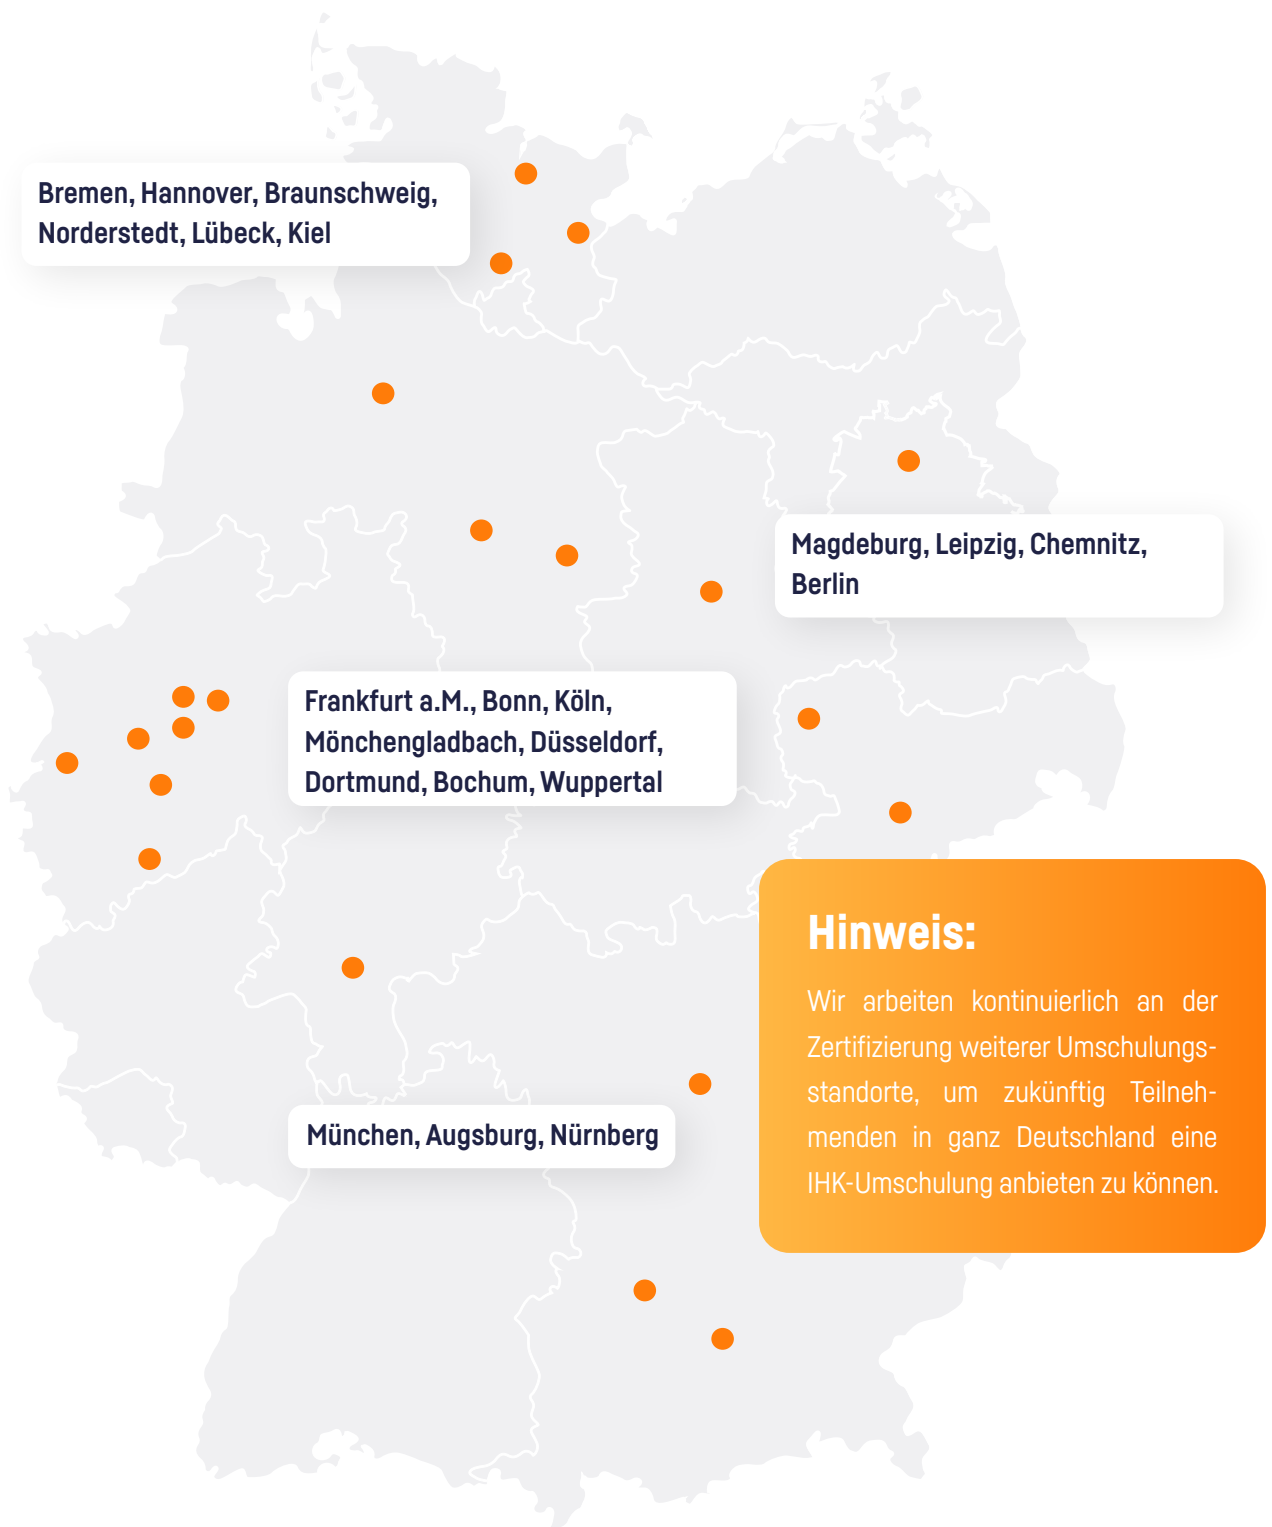 Bremen, Hannover, Braunschweig,
Norderstedt, Lübeck, Kiel
Magdeburg, Leipzig, Chemnitz,
Berlin
Frankfurt a.M., Bonn, Köln,
Mönchengladbach, Düsseldorf,
Dortmund, Bochum, Wuppertal
Hinweis:
Wir arbeiten kontinuierlich an der
Zertifizierung weiterer Umschulungs-
standorte, um zukünftig Teilneh-
menden in ganz Deutschland eine
IHK-Umschulung anbieten zu können.
München, Augsburg, Nürnberg